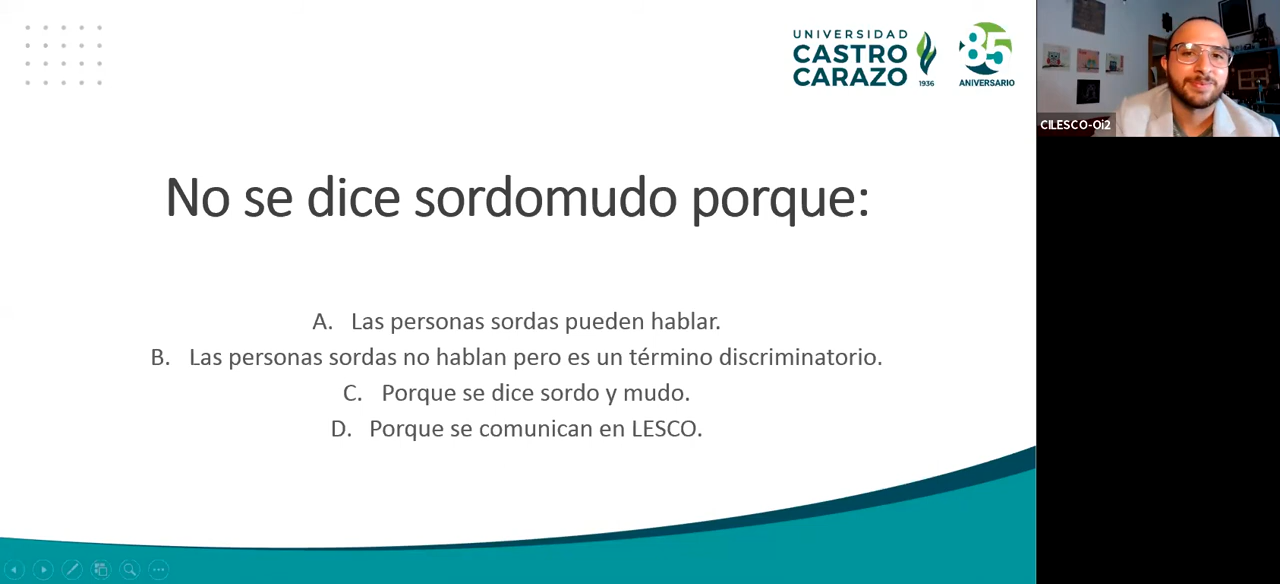 UNIVERSIDAD
CASTRO
CARAZO
1936
85
ANIVERSARIO
CILESCO-Oi2
No se dice sordomudo porque:
A. Las personas sordas pueden hablar.
B. Las personas sordas no hablan pero es un término discriminatorio.
C. Porque se dice sordo y mudo.
D. Porque se comunican en LESCO.